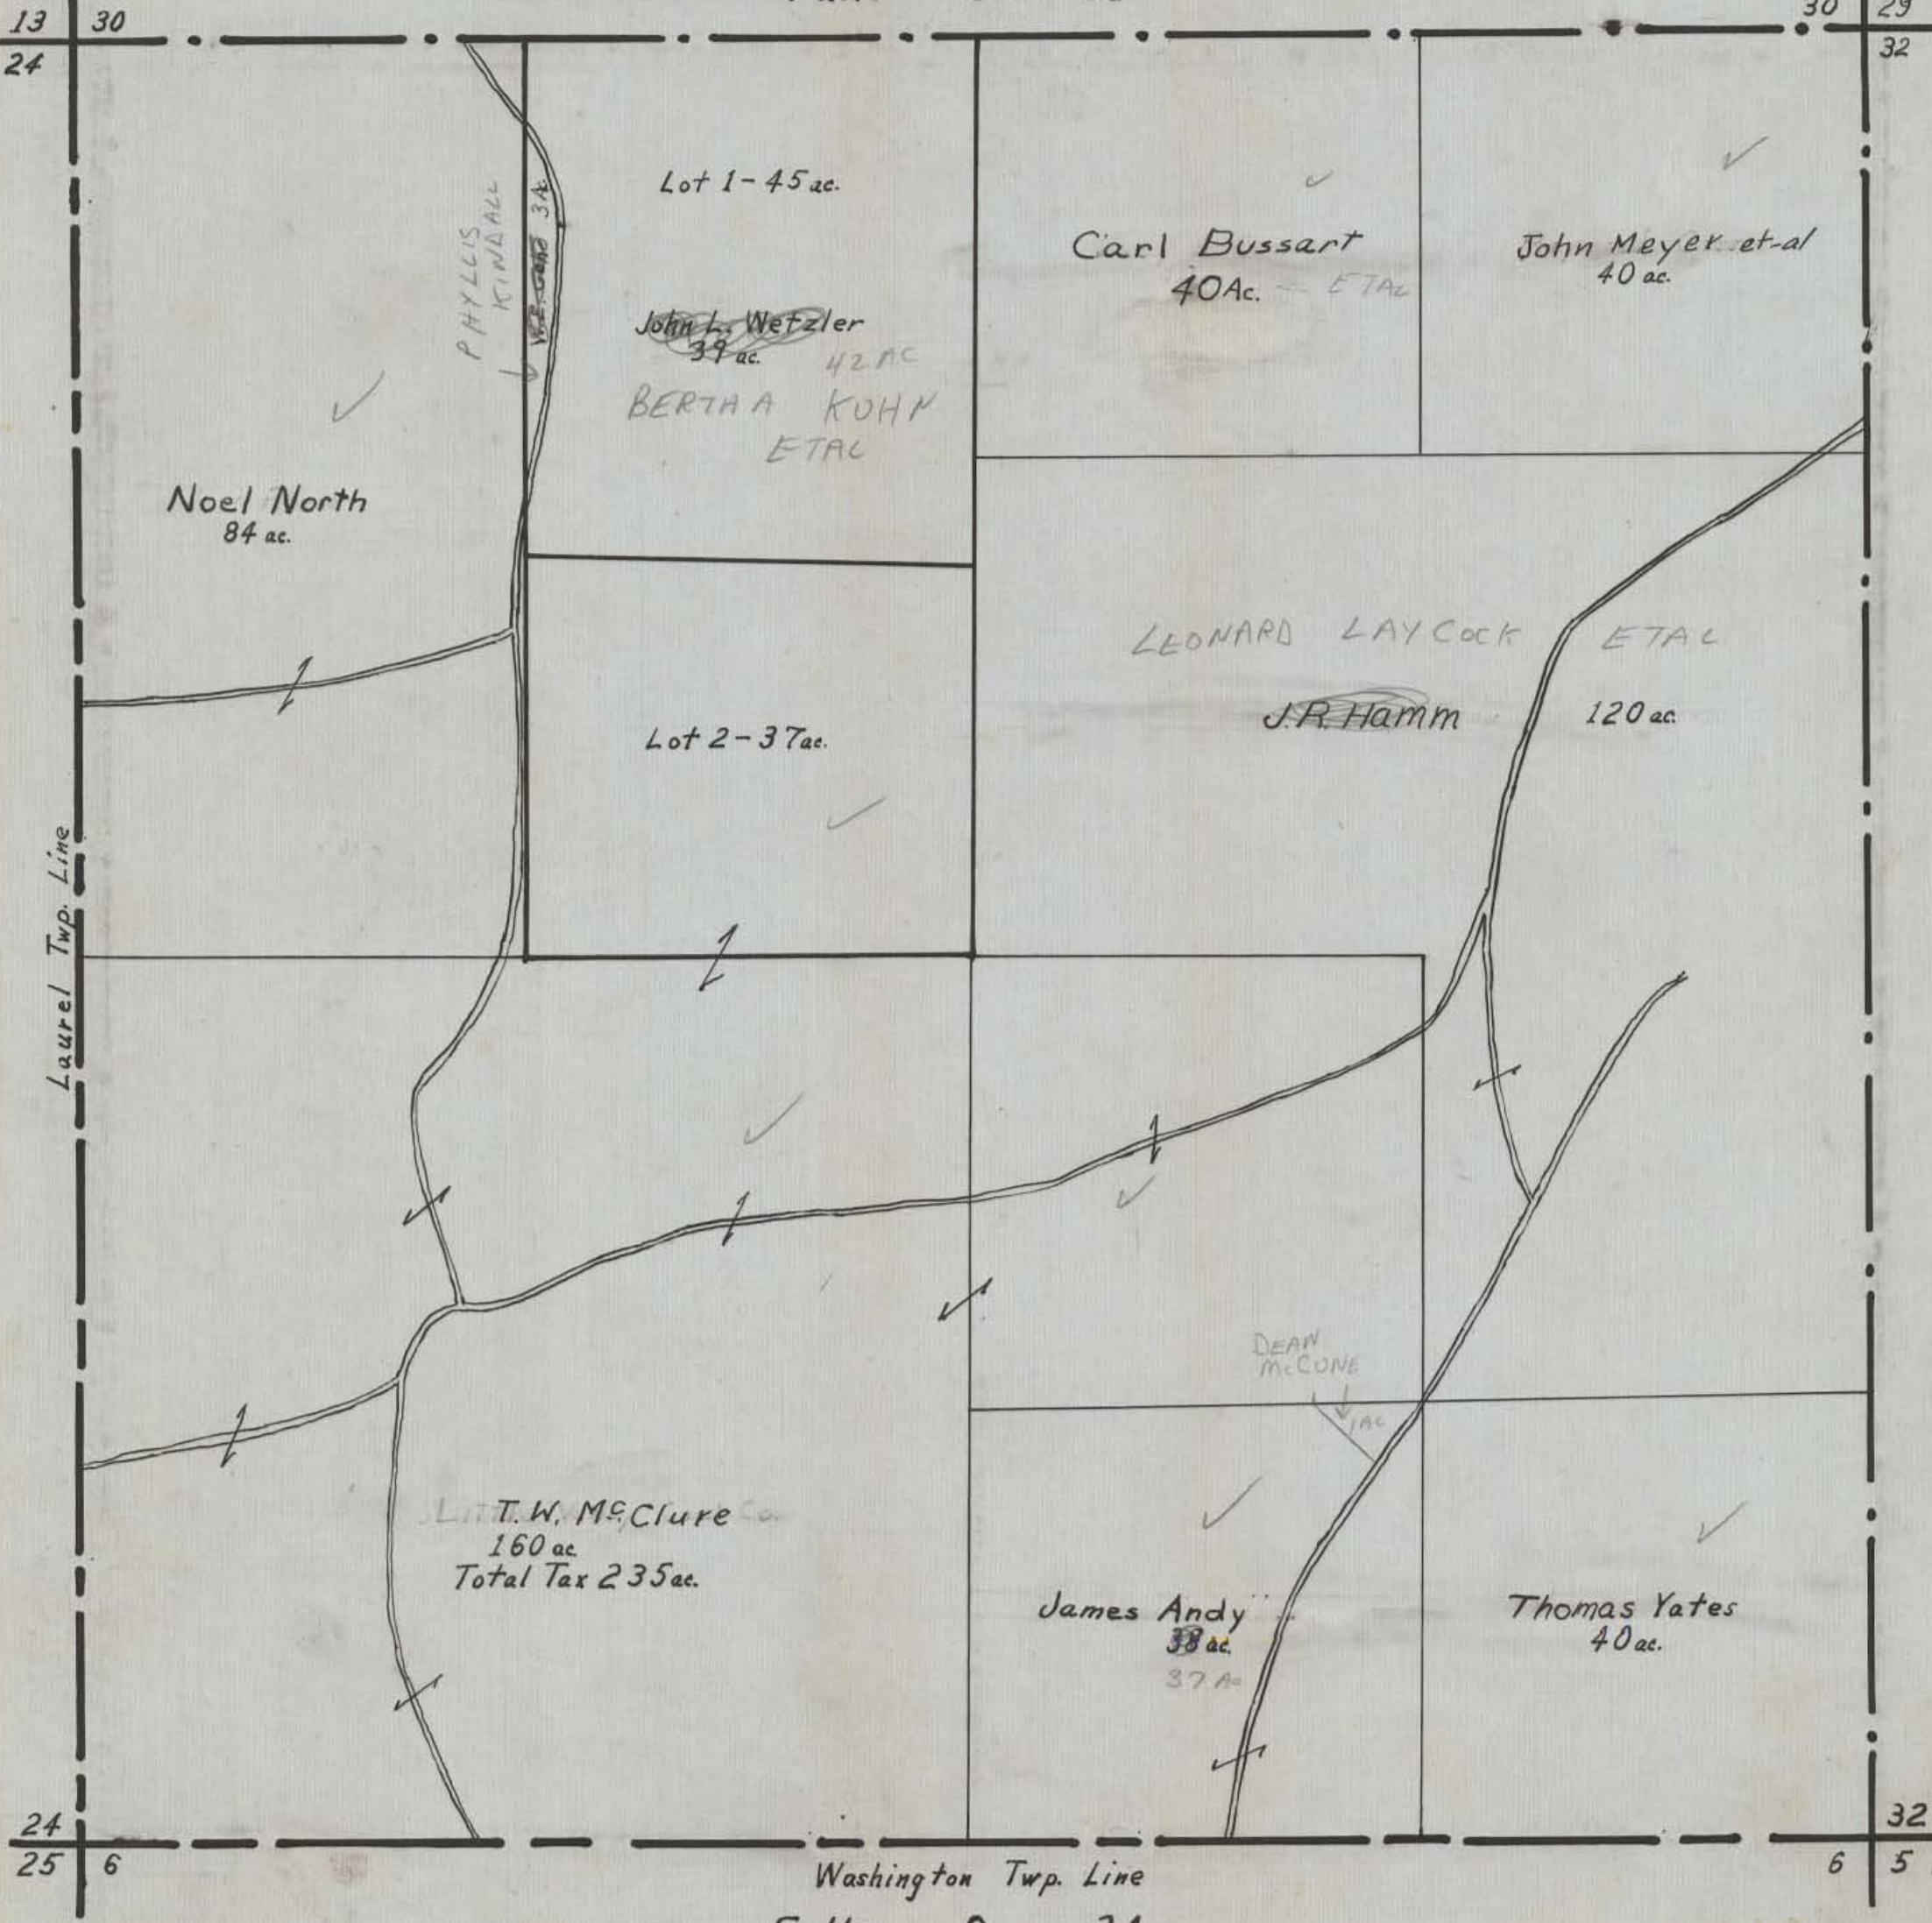 13 30
30 29
24
32
Lot 1-45 ac.
PHYLLIS
KINDALL
3A.
Carl Bussart
40Ac. ETAL
John Meyer et-al
40 ac.
John L. Wetzler
39 ac.
42 AC
BERTHA KUHN
ETAL
Noel North
84 ac.
LEONARD LAYCOCK ETAL
J.R. Hamm 120 ac.
Lot 2-37ac.
Laurel Twp. Line
DEAN
McCUNE
1AC
T.W. McClure
160 ac
Total Tax 235ac.
James Andy
38 ac.
37 Ac
Thomas Yates
40 ac.
24
32
25 6
6 5
Washington Twp. Line